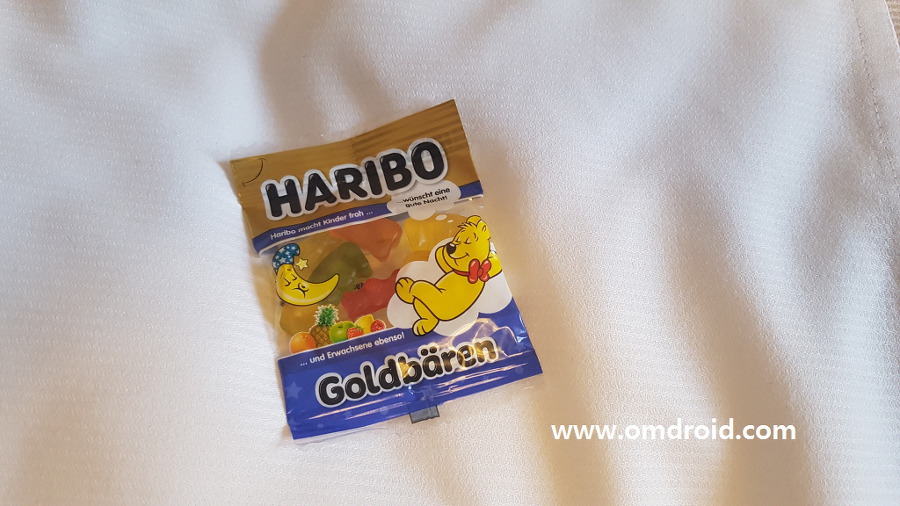 HARIBO
...wünscht eine
gute Nacht!
Haribo macht Kinder froh ...
... und Erwachsene ebenso!
Goldbären
www.omdroid.com